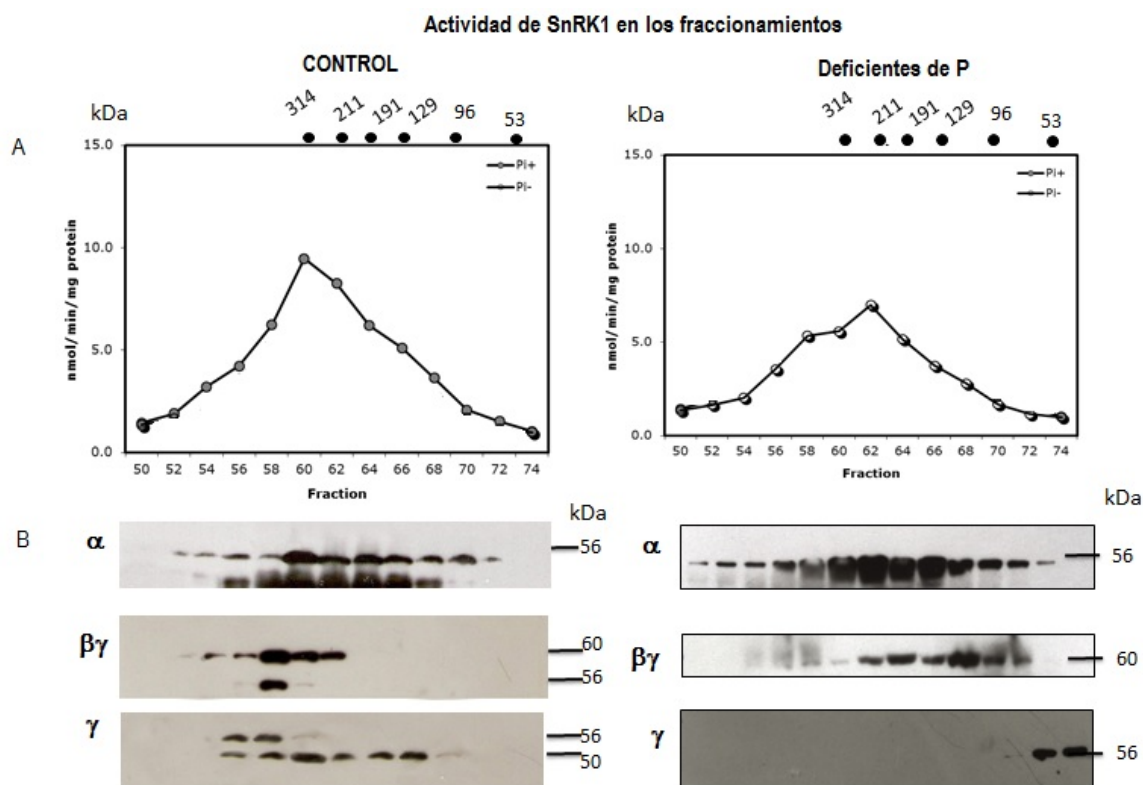 Actividad de SnRK1 en los fraccionamientos
CONTROL
Deficientes de P
kDa
314
211
191
129
96
53
kDa
314
211
191
129
96
53
A
15.0
10.0
5.0
0.0
nmol/min/mg protein
Pi+
Pi-
50 52 54 56 58 60 62 64 66 68 70 72 74
Fraction
15.0
10.0
5.0
0.0
nmol/min/mg protein
Pi+
Pi-
50 52 54 56 58 60 62 64 66 68 70 72 74
Fraction
B
kDa
α
56
βγ
60
56
γ
56
50
kDa
α
56
βγ
60
γ
56